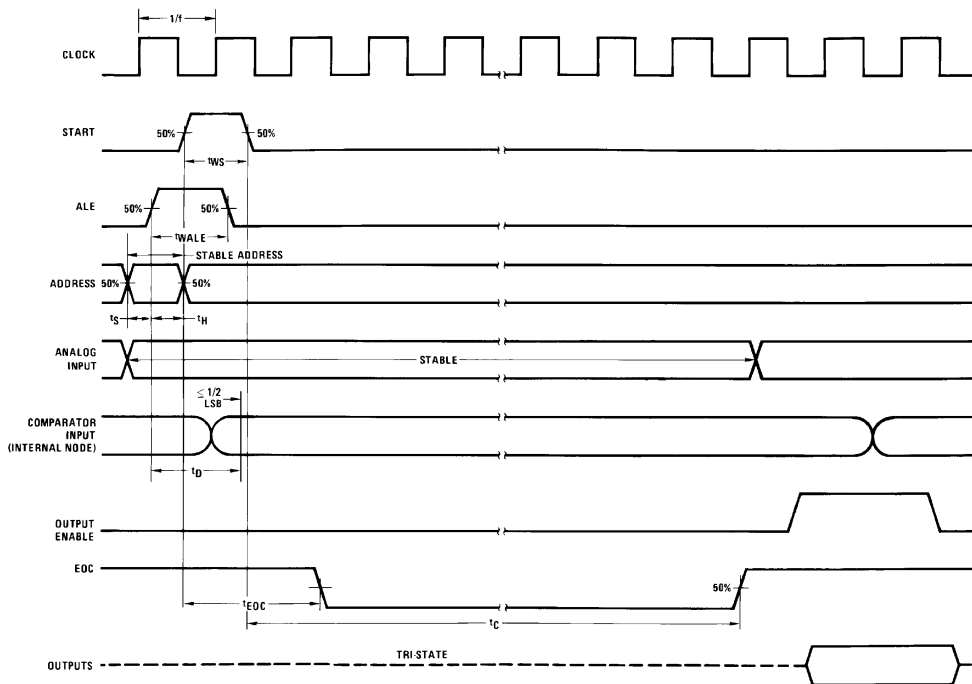 1/f
CLOCK
START
50%
50%
tWS
ALE
50%
50%
tWALE
STABLE ADDRESS
ADDRESS
50%
50%
tS
tH
ANALOG
INPUT
STABLE
≤ 1/2
LSB
COMPARATOR
INPUT
(INTERNAL NODE)
tD
OUTPUT
ENABLE
EOC
50%
tEOC
tC
TRI-STATE
OUTPUTS